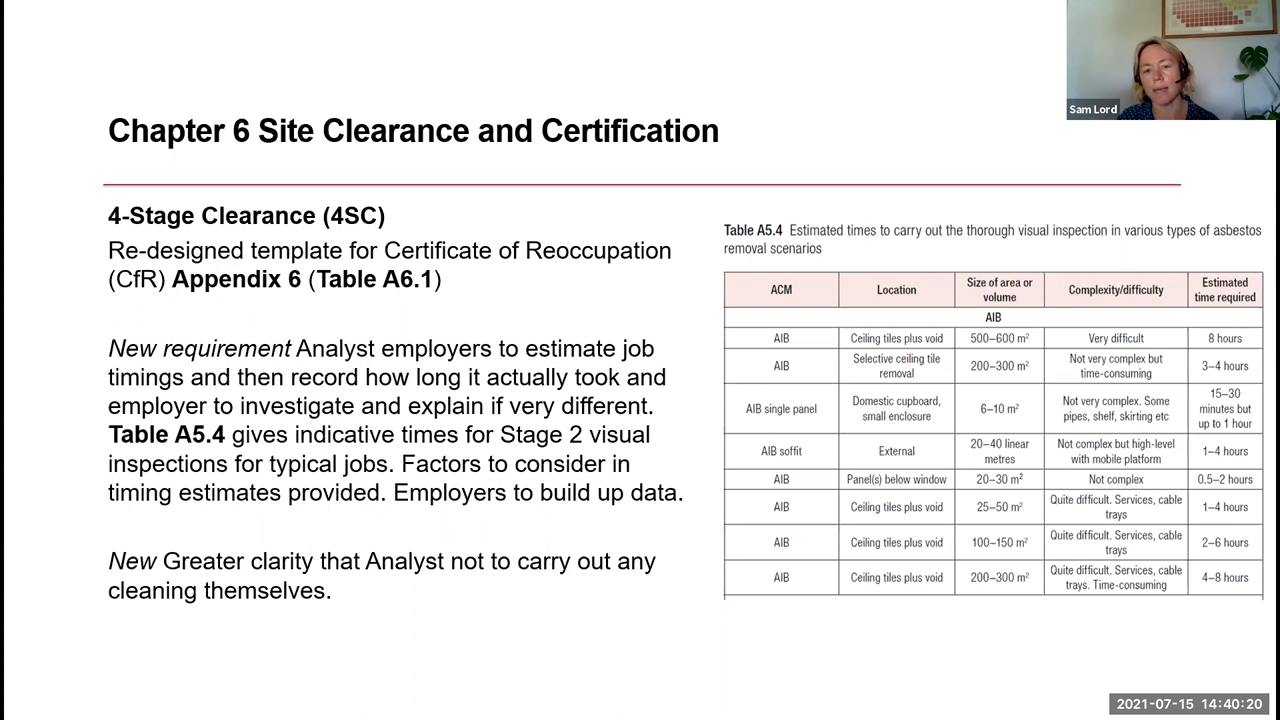 Sam Lord
Chapter 6 Site Clearance and Certification
4-Stage Clearance (4SC)
Re-designed template for Certificate of Reoccupation
(CfR) Appendix 6 (Table A6.1)
New requirement Analyst employers to estimate job
timings and then record how long it actually took and
employer to investigate and explain if very different.
Table A5.4 gives indicative times for Stage 2 visual
inspections for typical jobs. Factors to consider in
timing estimates provided. Employers to build up data.
New Greater clarity that Analyst not to carry out any
cleaning themselves.
Table A5.4 Estimated times to carry out the thorough visual inspection in various types of asbestos
removal scenarios
ACM Location Size of area or volume Complexity/difficulty Estimated time required
AIB
AIB Ceiling tiles plus void 500–600 m² Very difficult 8 hours
AIB Selective ceiling tile removal 200–300 m² Not very complex but time-consuming 3–4 hours
AIB single panel Domestic cupboard, small enclosure 6–10 m² Not very complex. Some pipes, shelf, skirting etc 15–30 minutes but up to 1 hour
AIB soffit External 20–40 linear metres Not complex but high-level with mobile platform 1–4 hours
AIB Panel(s) below window 20–30 m² Not complex 0.5–2 hours
AIB Ceiling tiles plus void 25–50 m² Quite difficult. Services, cable trays 1–4 hours
AIB Ceiling tiles plus void 100–150 m² Quite difficult. Services, cable trays 2–6 hours
AIB Ceiling tiles plus void 200–300 m² Quite difficult. Services, cable trays. Time-consuming 4–8 hours
2021-07-15 14:40:20